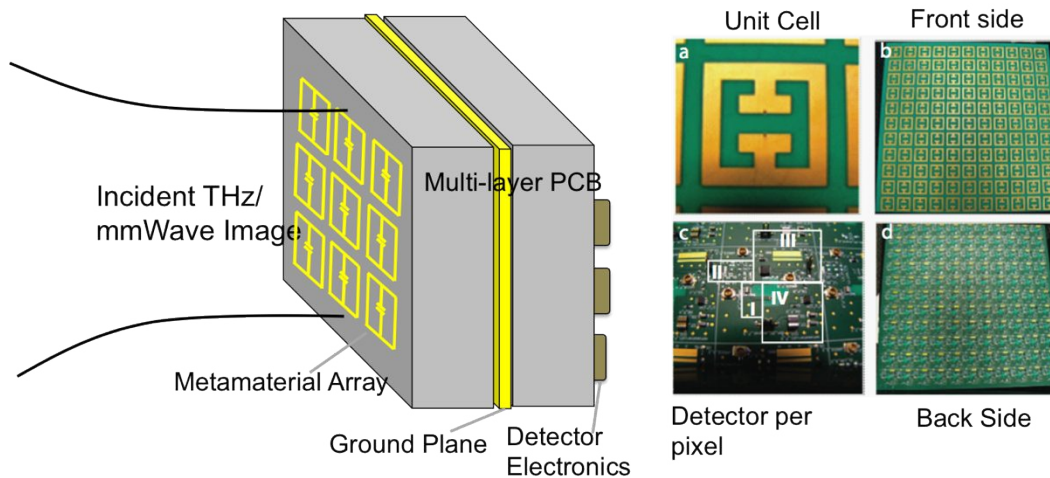 Incident THz/
mmWave Image
Multi-layer PCB
Metamaterial Array
Ground Plane
Detector
Electronics
Unit Cell
Front side
a
b
c
III
II
I
IV
d
Detector per
pixel
Back Side